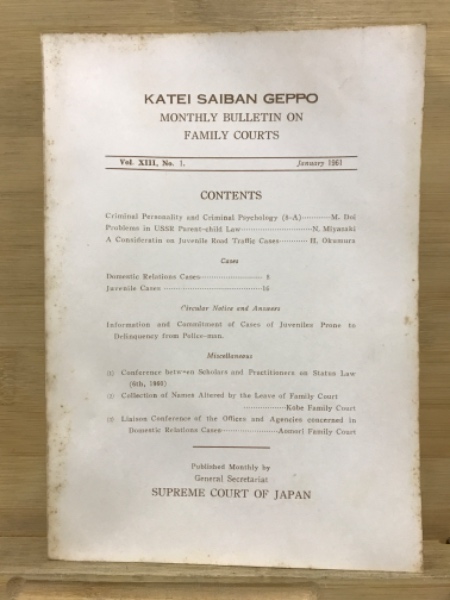 KATEI SAIBAN GEPPO
MONTHLY BULLETIN ON
FAMILY COURTS
Vol. XIII, No. 1. January 1961
CONTENTS
Criminal Personality and Criminal Psychology (8-A)············M. Doi
Problems in USSR Parent-child Law························N. Miyazaki
A Consideratin on Juvenile Road Traffic Cases··········H. Okumura
Cases
Domestic Relations Cases······················ 8
Juvenile Cases ···································16
Circular Notice and Answers
Information and Commitment of Cases of Juveniles Prone to
Delinquency from Police-man.
Miscellaneous
(1) Conference between Scholars and Practitioners on Status Law
(6th, 1960)
(2) Collection of Names Altered by the Leave of Family Court
···············Kobe Family Court
(3) Liaison Conference of the Offices and Agencies concerned in
Domestic Relations Cases···············Aomori Family Court
Published Monthly by
General Secretariat
SUPREME COURT OF JAPAN